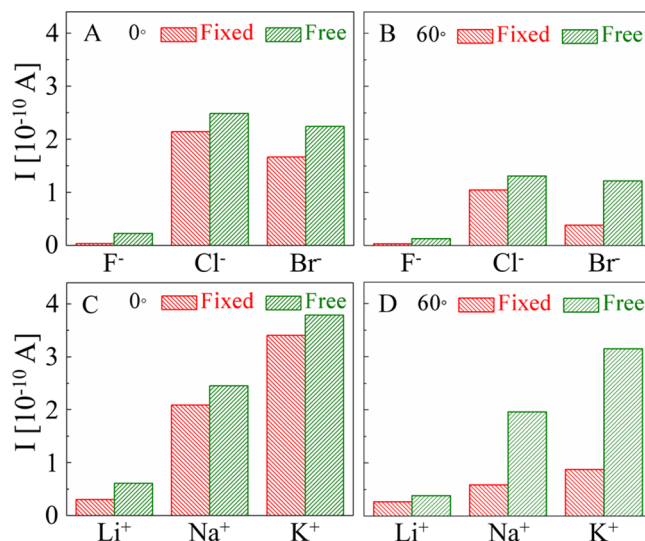 A 0° Fixed Free
B 60° Fixed Free
I [10⁻¹⁰ A]
4
3
2
1
0
F⁻ Cl⁻ Br⁻
F⁻ Cl⁻ Br⁻
C 0° Fixed Free
D 60° Fixed Free
I [10⁻¹⁰ A]
4
3
2
1
0
Li⁺ Na⁺ K⁺
Li⁺ Na⁺ K⁺